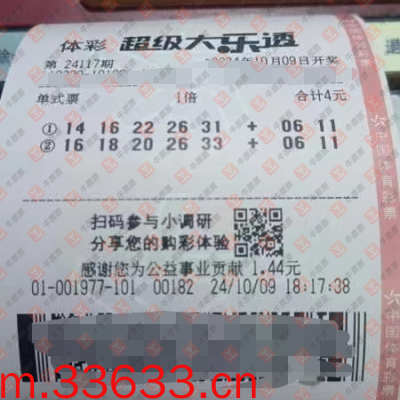 体彩 超级大乐透
第 24117期 2024年10月09日开奖
单式票 1倍 合计4元
① 14 16 22 26 31 + 06 11
② 16 18 20 26 33 + 06 11
扫码参与小调研
分享您的购彩体验
感谢您为公益事业贡献 1.44元
01-001977-101 00182 24/10/09 18:17:38
中国体育彩票
m.33633.cn